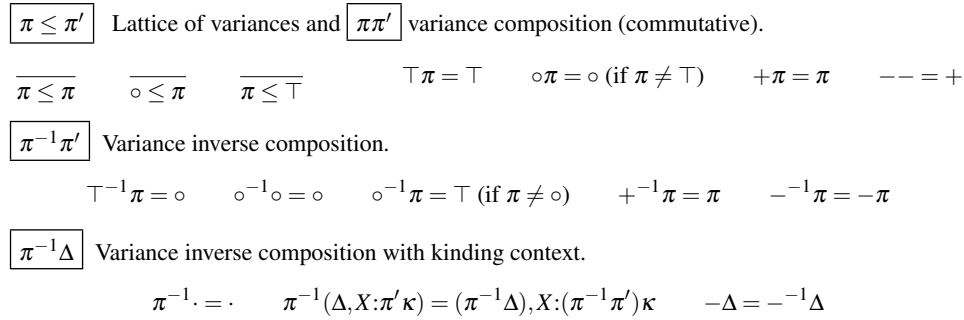 π ≤ π′ Lattice of variances and ππ′ variance composition (commutative).
π ≤ π ∘ ≤ π π ≤ ⊤ ⊤π = ⊤ ∘π = ∘ (if π ≠ ⊤) +π = π −− = +
π⁻¹π′ Variance inverse composition.
⊤⁻¹π = ∘ ∘⁻¹∘ = ∘ ∘⁻¹π = ⊤ (if π ≠ ∘) +⁻¹π = π −⁻¹π = −π
π⁻¹Δ Variance inverse composition with kinding context.
π⁻¹· = · π⁻¹(Δ,X:π′κ) = (π⁻¹Δ),X:(π⁻¹π′)κ −Δ = −⁻¹Δ